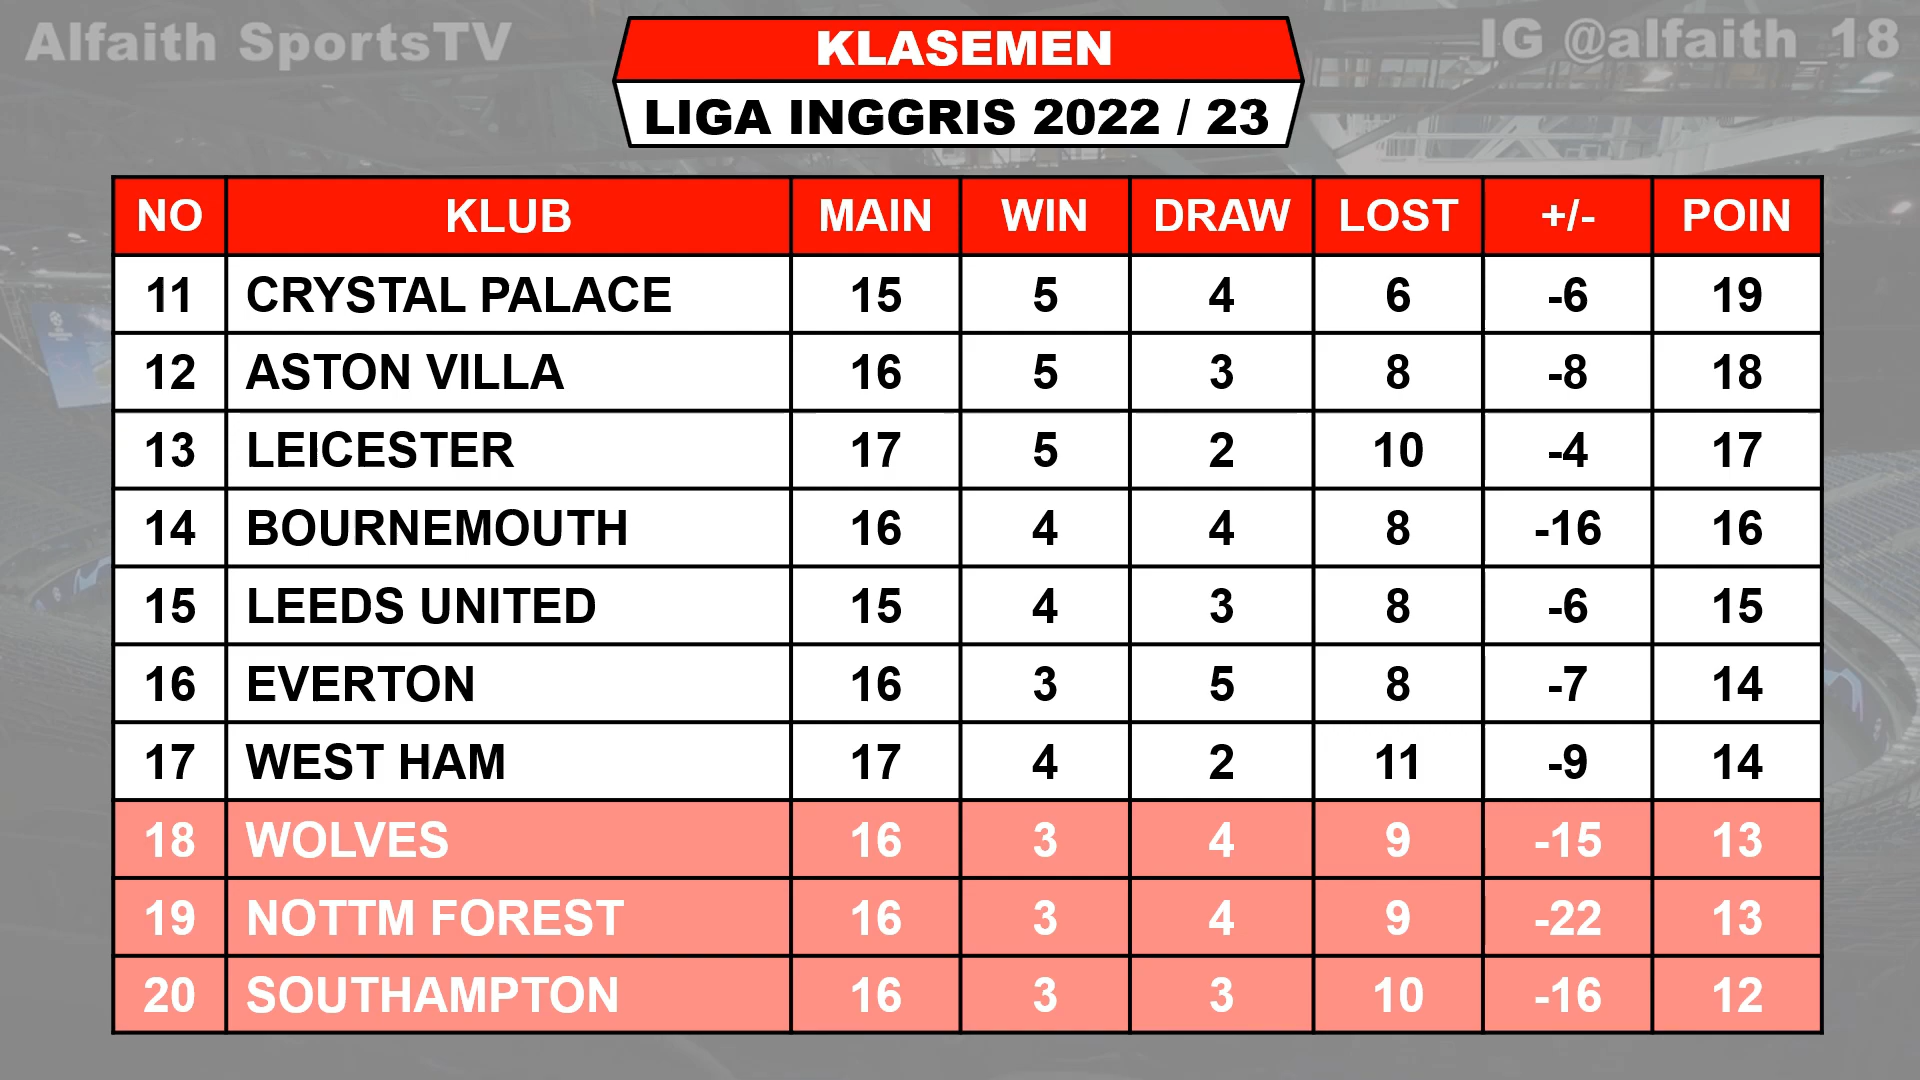 Alfaith SportsTV
KLASEMEN
LIGA INGGRIS 2022 / 23
IG @alfaith_18
NO KLUB MAIN WIN DRAW LOST +/- POIN
11 CRYSTAL PALACE 15 5 4 6 -6 19
12 ASTON VILLA 16 5 3 8 -8 18
13 LEICESTER 17 5 2 10 -4 17
14 BOURNEMOUTH 16 4 4 8 -16 16
15 LEEDS UNITED 15 4 3 8 -6 15
16 EVERTON 16 3 5 8 -7 14
17 WEST HAM 17 4 2 11 -9 14
18 WOLVES 16 3 4 9 -15 13
19 NOTTM FOREST 16 3 4 9 -22 13
20 SOUTHAMPTON 16 3 3 10 -16 12